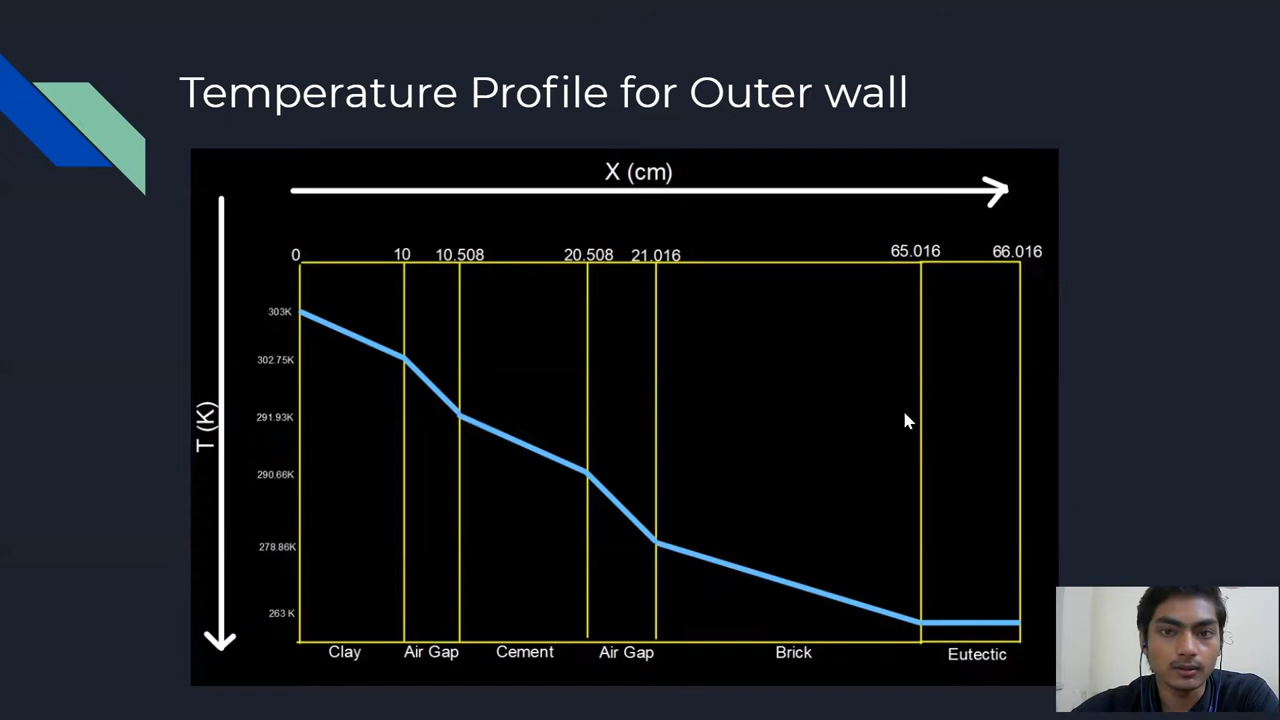 Temperature Profile for Outer wall
X (cm)
0 10 10.508 20.508 21.016 65.016 66.016
T (K)
303K
302.75K
291.93K
290.66K
278.86K
263 K
Clay Air Gap Cement Air Gap Brick Eutectic